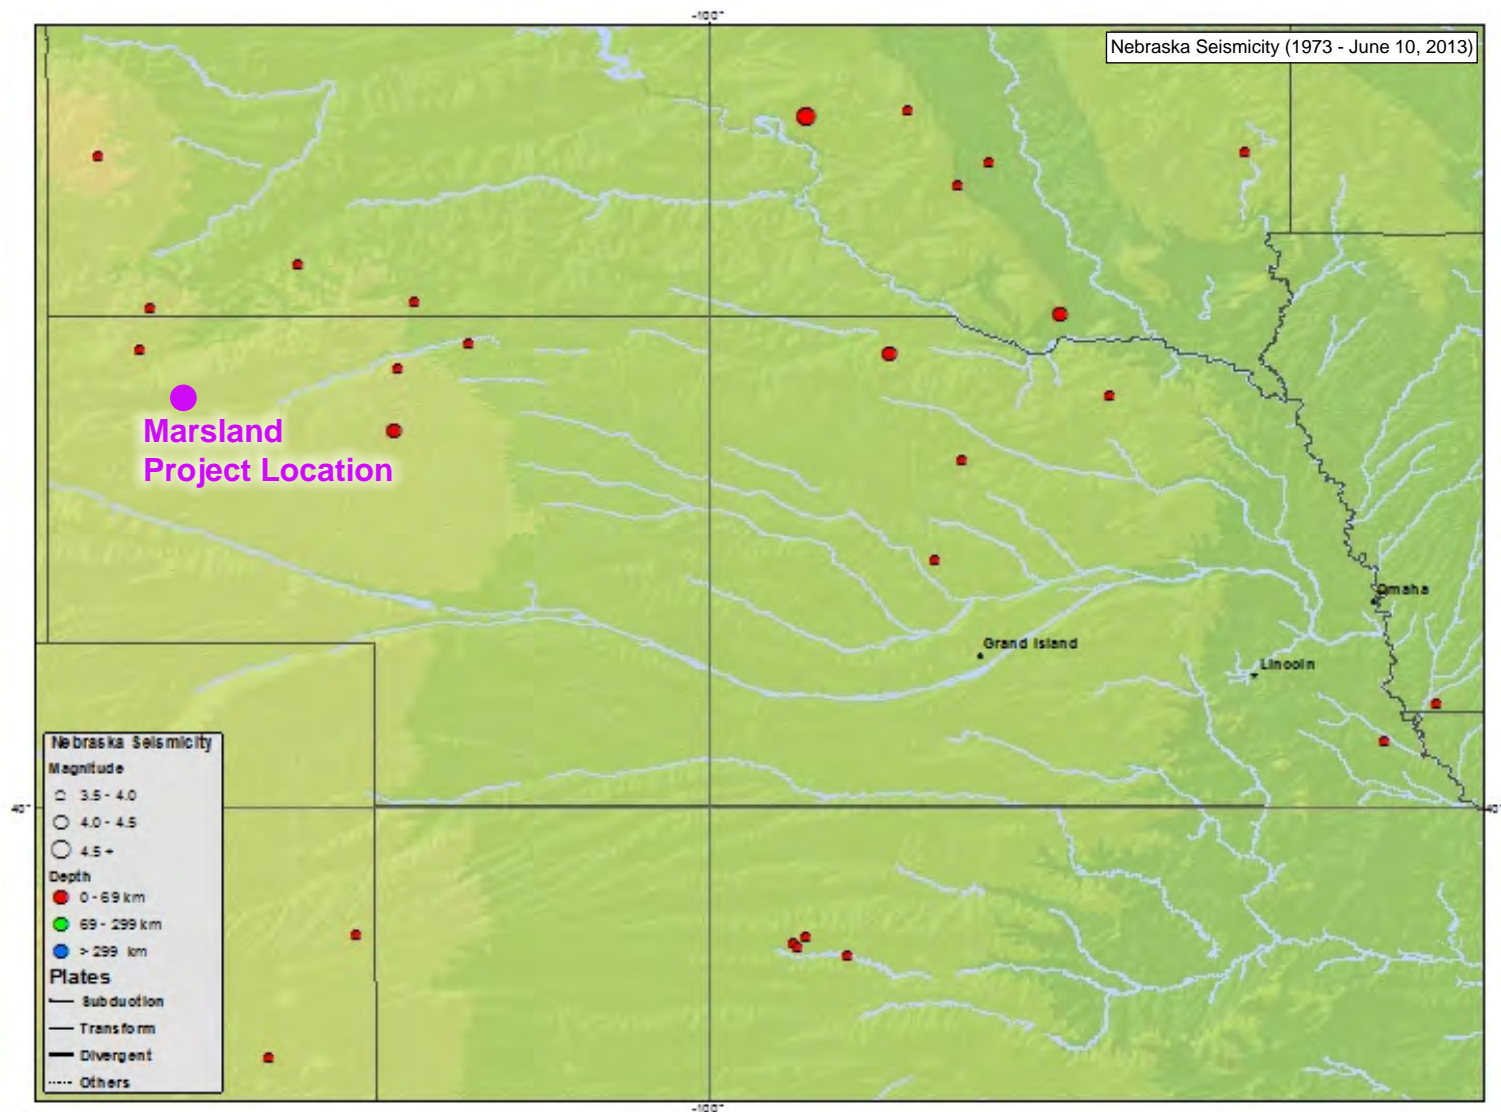 -100°
Nebraska Seismicity (1973 - June 10, 2013)
Marsland
Project Location
Omaha
Grand Island
Lincoln
Nebraska Seismicity
Magnitude
3.5 - 4.0
4.0 - 4.5
4.5 +
Depth
0 - 69 km
69 - 299 km
> 299 km
Plates
Subduction
Transform
Divergent
Others
40°
40°
-100°